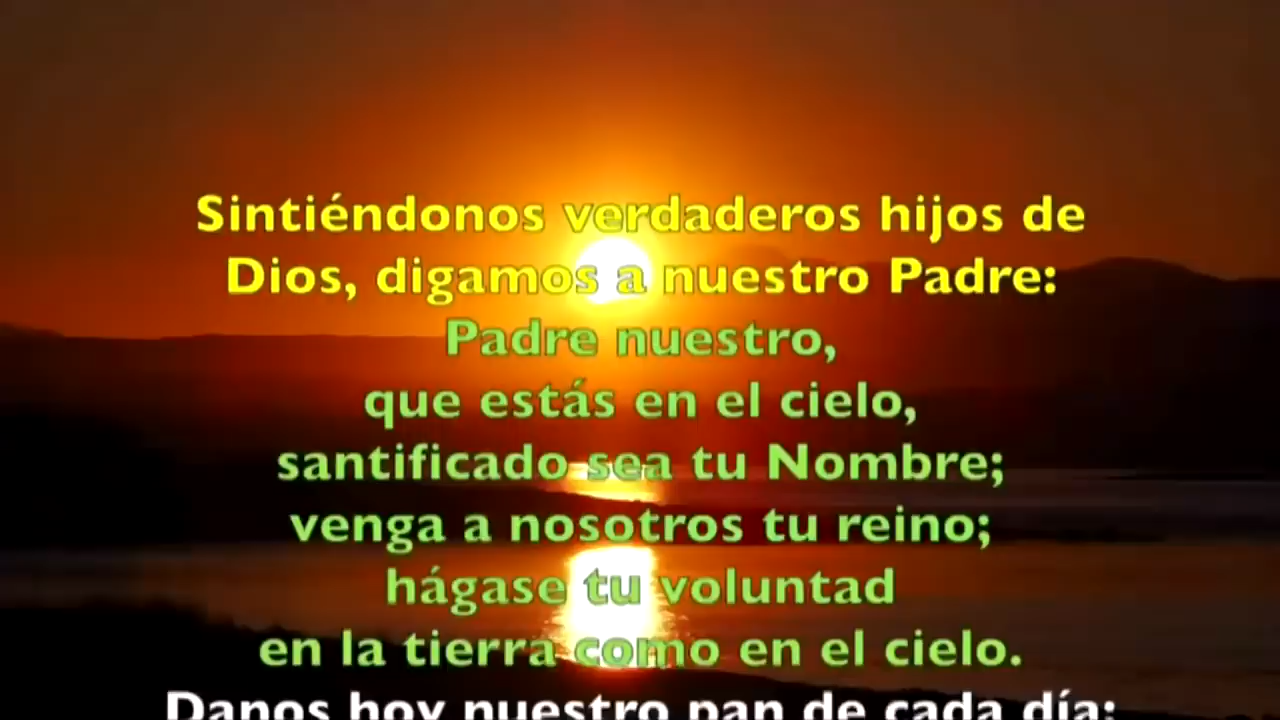 Sintiéndonos verdaderos hijos de
Dios, digamos a nuestro Padre:
Padre nuestro,
que estás en el cielo,
santificado sea tu Nombre;
venga a nosotros tu reino;
hágase tu voluntad
en la tierra como en el cielo.
Danos hoy nuestro pan de cada día;